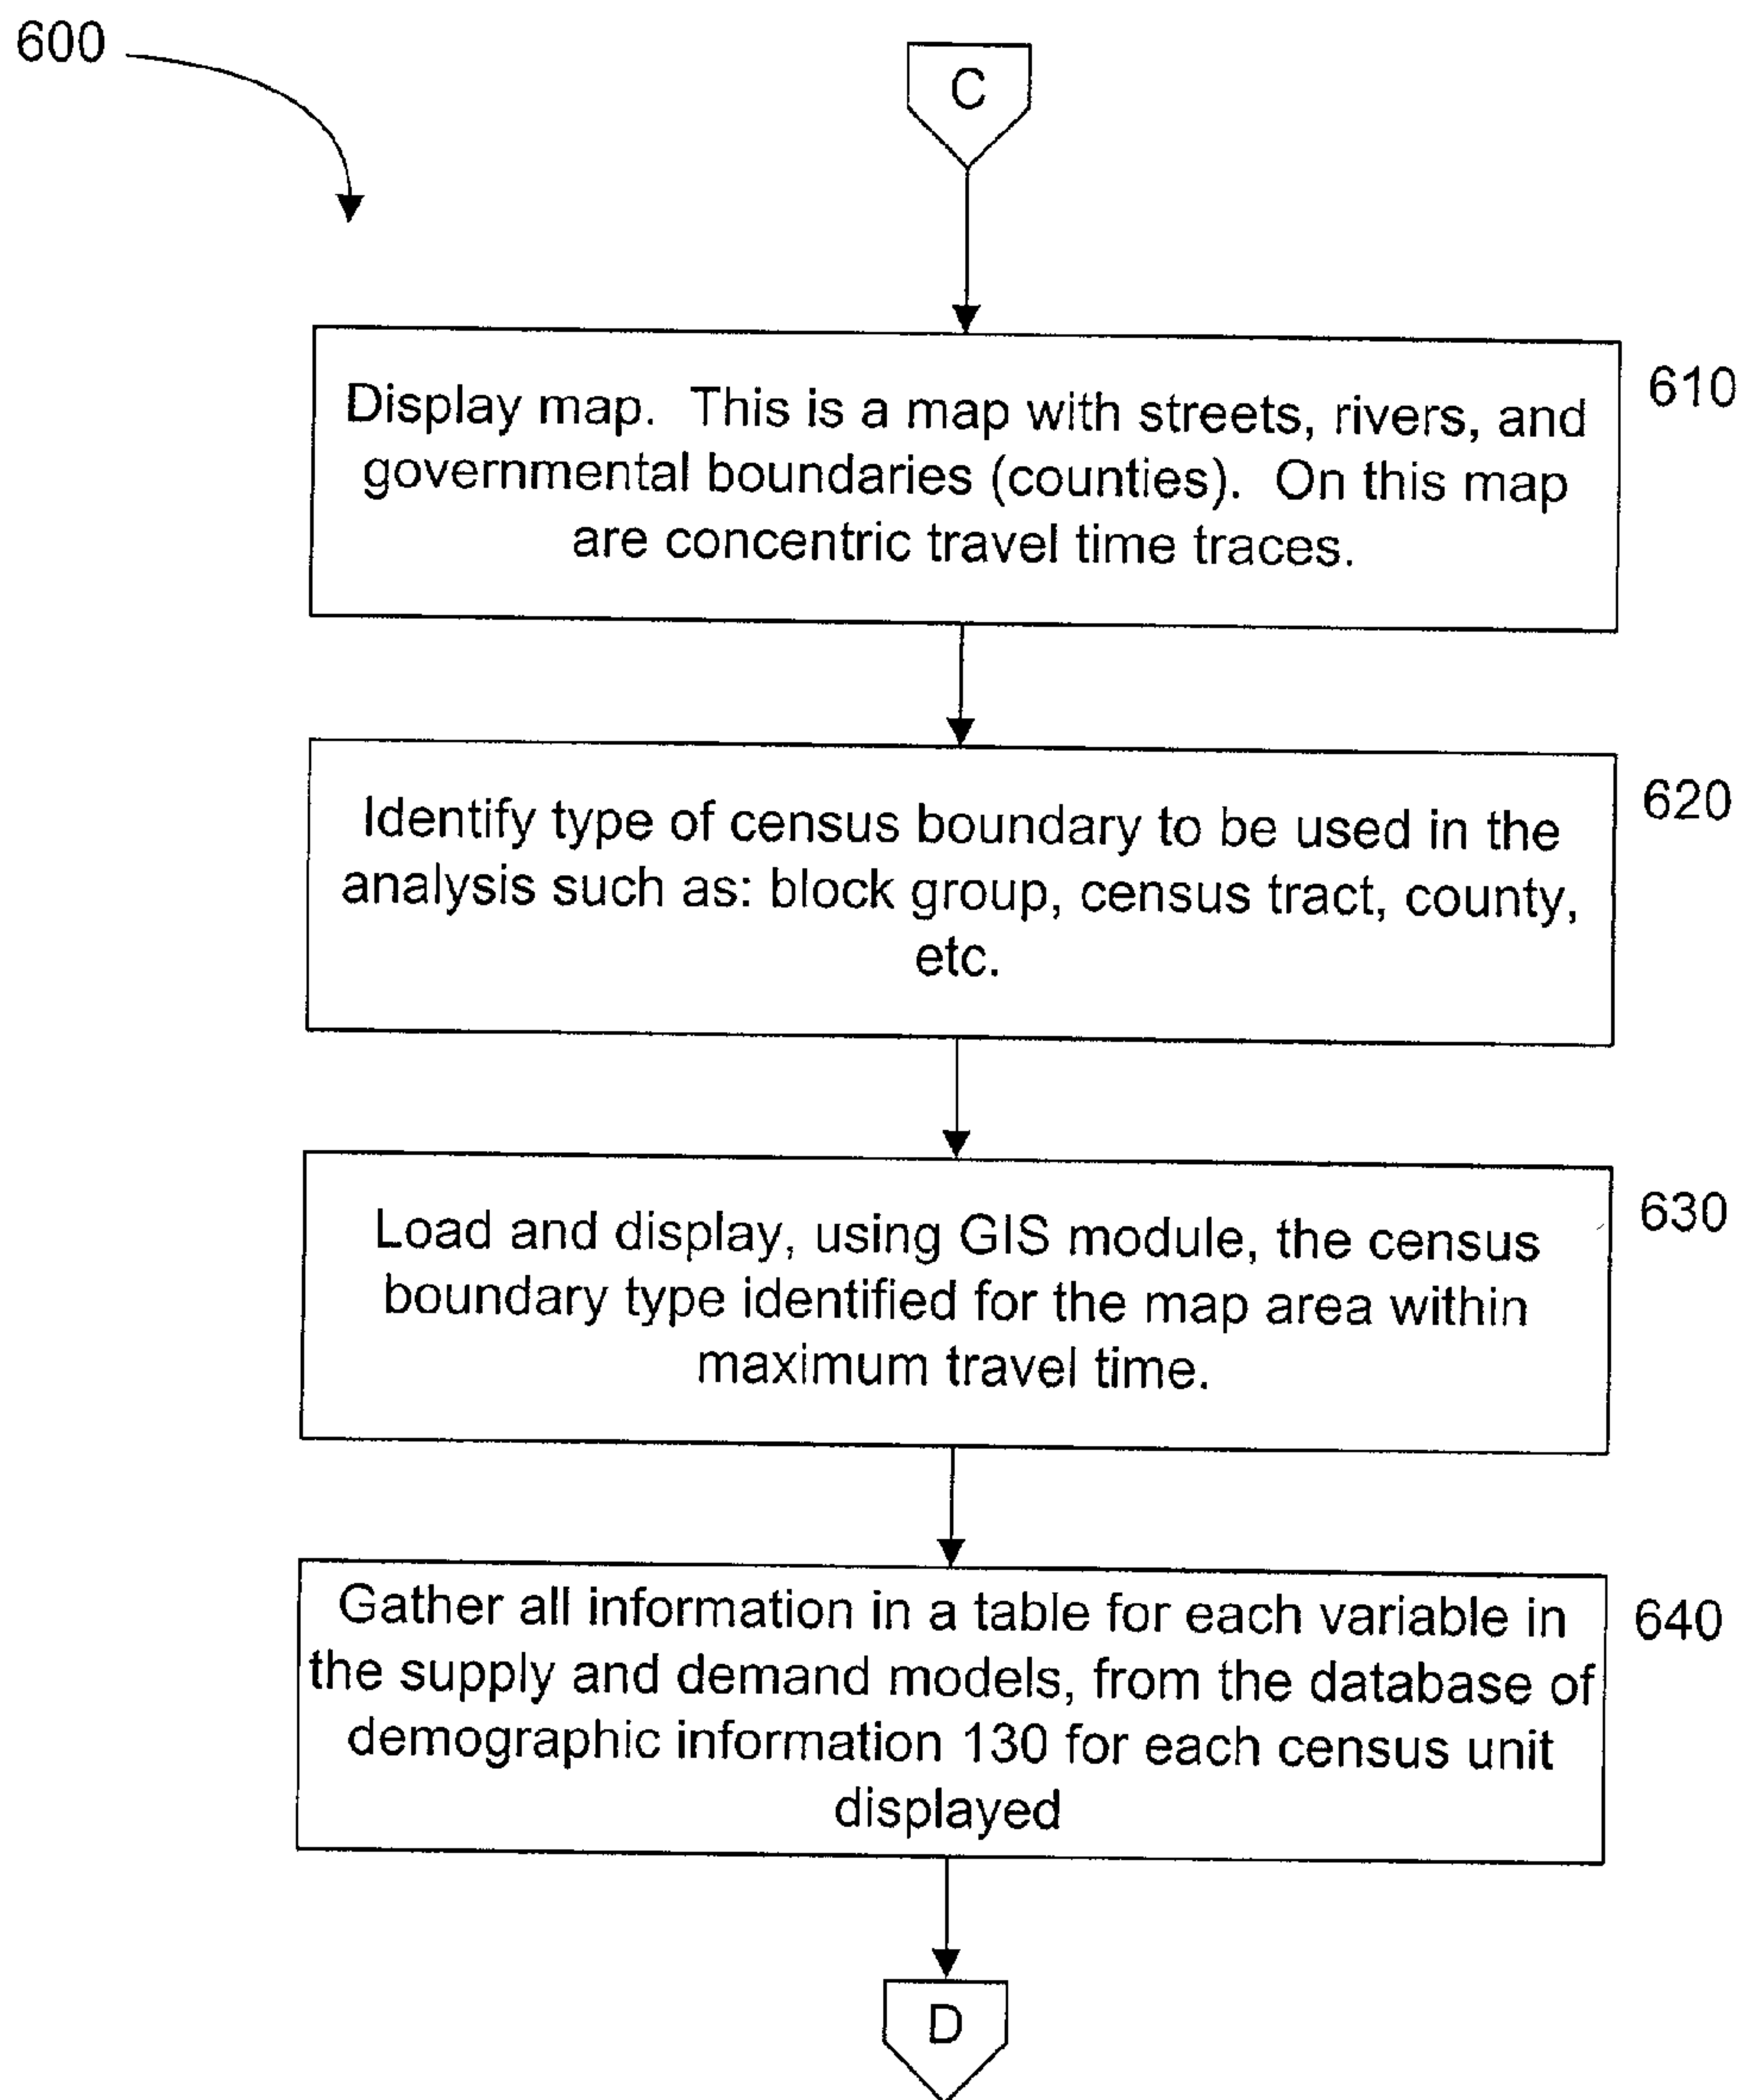 600
C
Display map. This is a map with streets, rivers, and
governmental boundaries (counties). On this map
are concentric travel time traces.
610
Identify type of census boundary to be used in the
analysis such as: block group, census tract, county,
etc.
620
Load and display, using GIS module, the census
boundary type identified for the map area within
maximum travel time.
630
Gather all information in a table for each variable in
the supply and demand models, from the database of
demographic information 130 for each census unit
displayed
640
D